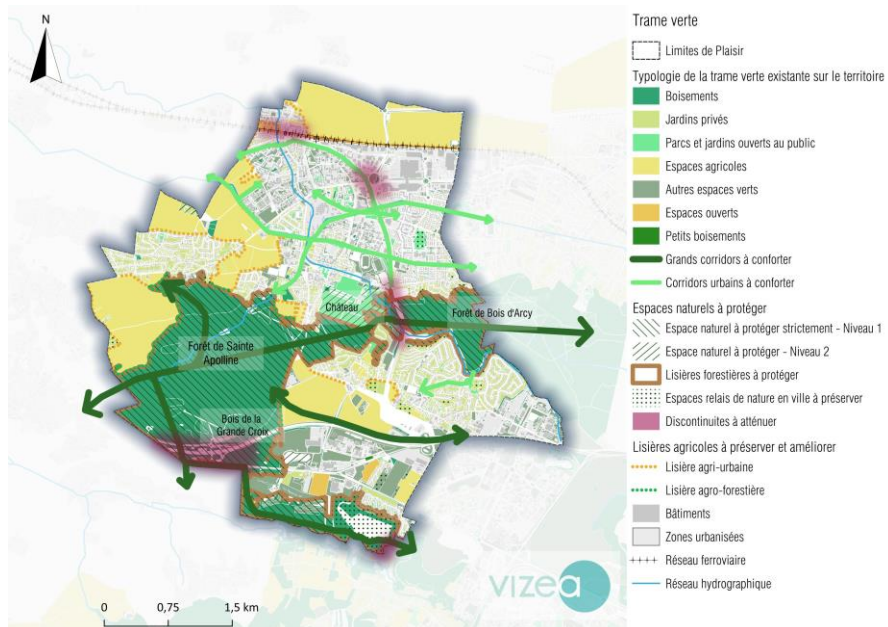 N
Château
Forêt de Bois d'Arcy
Forêt de Sainte
Apolline
Bois de la
Grande Croix
vizea
0 0,75 1,5 km
Trame verte
Limites de Plaisir
Typologie de la trame verte existante sur le territoire
Boisements
Jardins privés
Parcs et jardins ouverts au public
Espaces agricoles
Autres espaces verts
Espaces ouverts
Petits boisements
Grands corridors à conforter
Corridors urbains à conforter
Espaces naturels à protéger
Espace naturel à protéger strictement - Niveau 1
Espace naturel à protéger - Niveau 2
Lisières forestières à protéger
Espaces relais de nature en ville à préserver
Discontinuites à atténuer
Lisières agricoles à préserver et améliorer
Lisière agri-urbaine
Lisière agro-forestière
Bâtiments
Zones urbanisées
Réseau ferroviaire
Réseau hydrographique